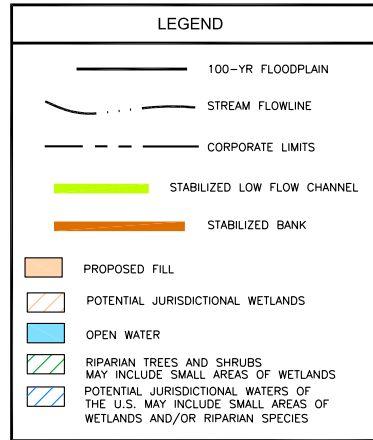 LEGEND
100-YR FLOODPLAIN
STREAM FLOWLINE
CORPORATE LIMITS
STABILIZED LOW FLOW CHANNEL
STABILIZED BANK
PROPOSED FILL
POTENTIAL JURISDICTIONAL WETLANDS
OPEN WATER
RIPARIAN TREES AND SHRUBS
MAY INCLUDE SMALL AREAS OF WETLANDS
POTENTIAL JURISDICTIONAL WATERS OF
THE U.S. MAY INCLUDE SMALL AREAS OF
WETLANDS AND/OR RIPARIAN SPECIES